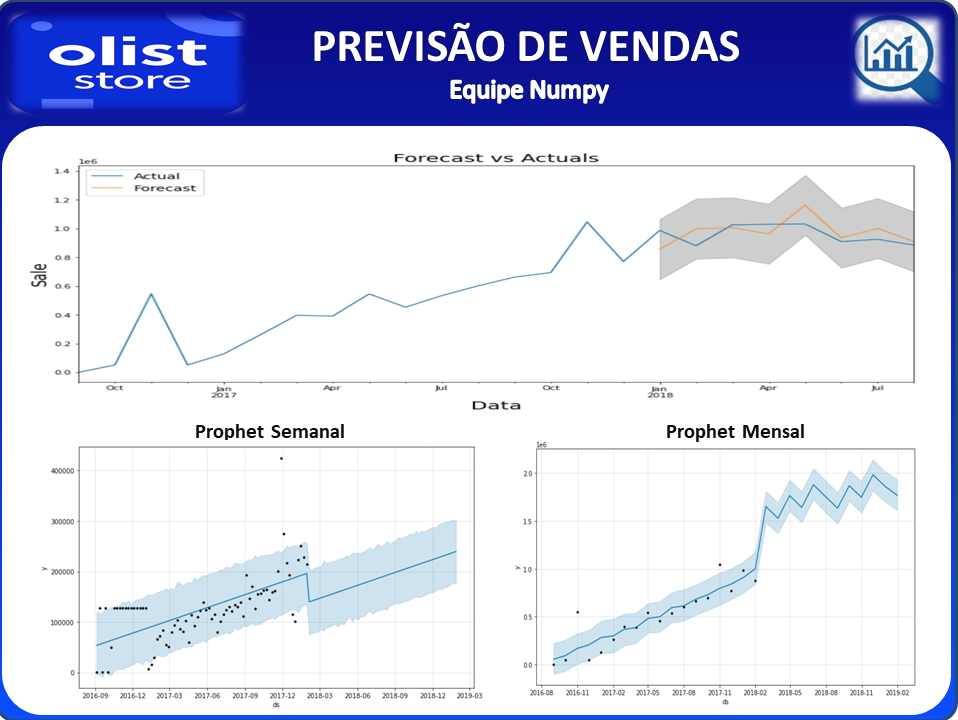 olist
store
PREVISÃO DE VENDAS
Equipe Numpy
Forecast vs Actuals
1e6
Actual
Forecast
1.4
1.2
1.0
0.8
0.6
0.4
0.2
0.0
Sale
Oct
Jan
2017
Apr
Jul
Oct
Jan
2018
Apr
Jul
Data
Prophet Semanal
400000
300000
200000
100000
0
y
2016-09
2016-12
2017-03
2017-06
2017-09
2017-12
2018-03
2018-06
2018-09
2018-12
2019-03
ds
Prophet Mensal
1e6
2.0
1.5
1.0
0.5
0.0
y
2016-08
2016-11
2017-02
2017-05
2017-08
2017-11
2018-02
2018-05
2018-08
2018-11
2019-02
ds